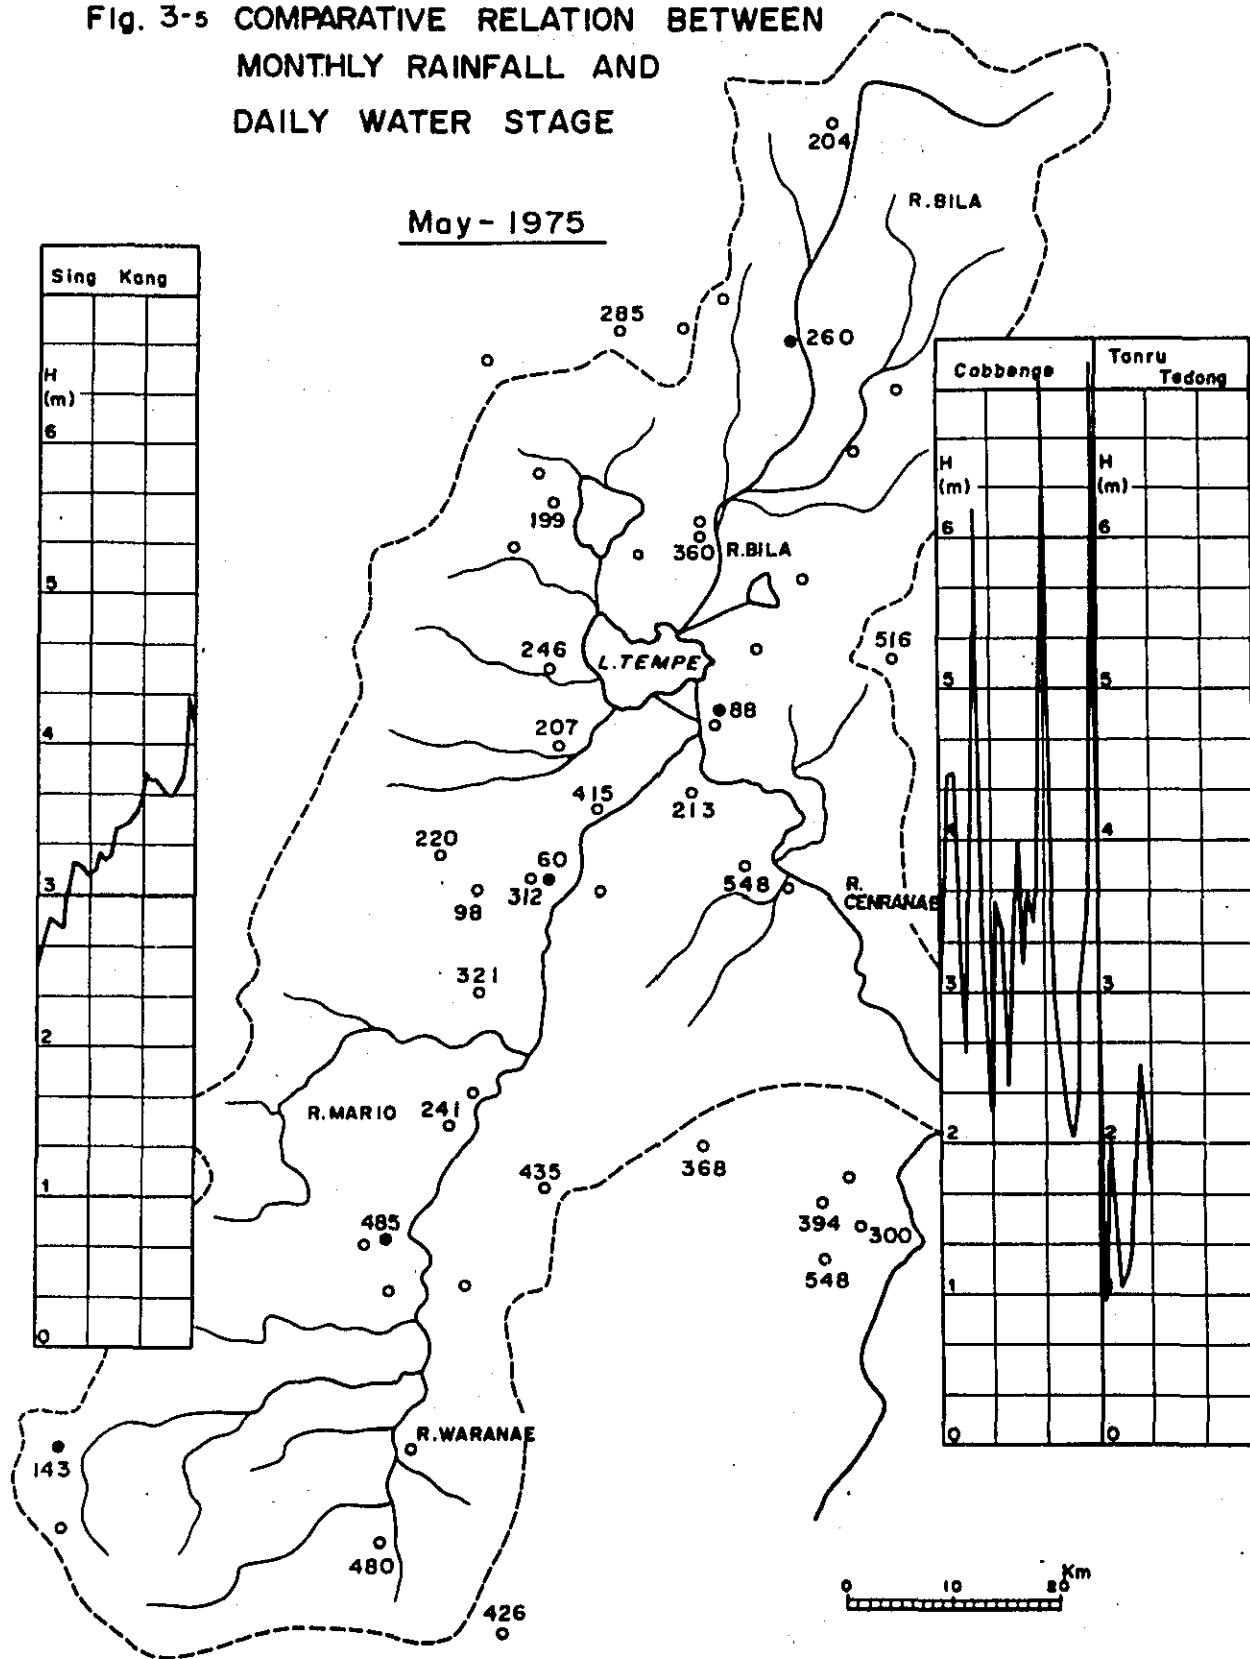 Fig. 3-s COMPARATIVE RELATION BETWEEN
MONTHLY RAINFALL AND
DAILY WATER STAGE
May - 1975
204
R. BILA
Sing Kang
H
(m)
6
5
4
3
2
1
0
285
260
Cabbenge
Tanru
Tedong
H
(m)
6
5
4
3
2
1
0
H
(m)
6
5
4
3
2
1
0
199
360
R. BILA
516
246
L. TEMPE
88
207
415
213
220
60
312
98
548
R.
CENRANAE
321
R. MARIO
241
368
435
394
300
485
548
R. WARANAE
143
480
426
0 10 20 Km